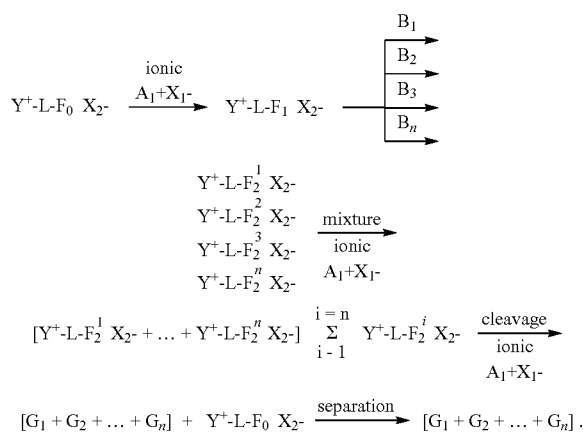 Y⁺-L-F₀ X₂- ionic A₁+X₁- Y⁺-L-F₁ X₂- B₁ B₂ B₃ Bₙ
Y⁺-L-F₂¹ X₂-
Y⁺-L-F₂² X₂-
Y⁺-L-F₂³ X₂-
Y⁺-L-F₂ⁿ X₂-
mixture ionic A₁+X₁-
[Y⁺-L-F₂¹ X₂- + … + Y⁺-L-F₂ⁿ X₂-] i = n Σ i - 1 Y⁺-L-F₂ⁱ X₂- cleavage ionic A₁+X₁-
[G₁ + G₂ + … + Gₙ] + Y⁺-L-F₀ X₂- separation [G₁ + G₂ + … + Gₙ] .